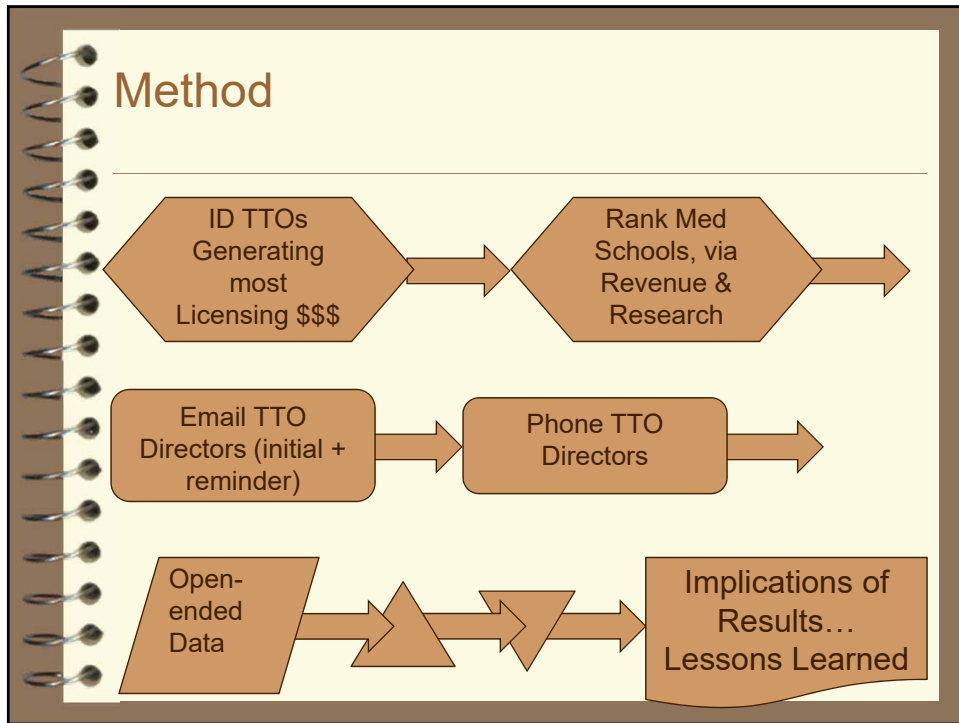 Method
ID TTOs
Generating
most
Licensing $$$
Rank Med
Schools, via
Revenue &
Research
Email TTO
Directors (initial +
reminder)
Phone TTO
Directors
Open-
ended
Data
Implications of
Results…
Lessons Learned